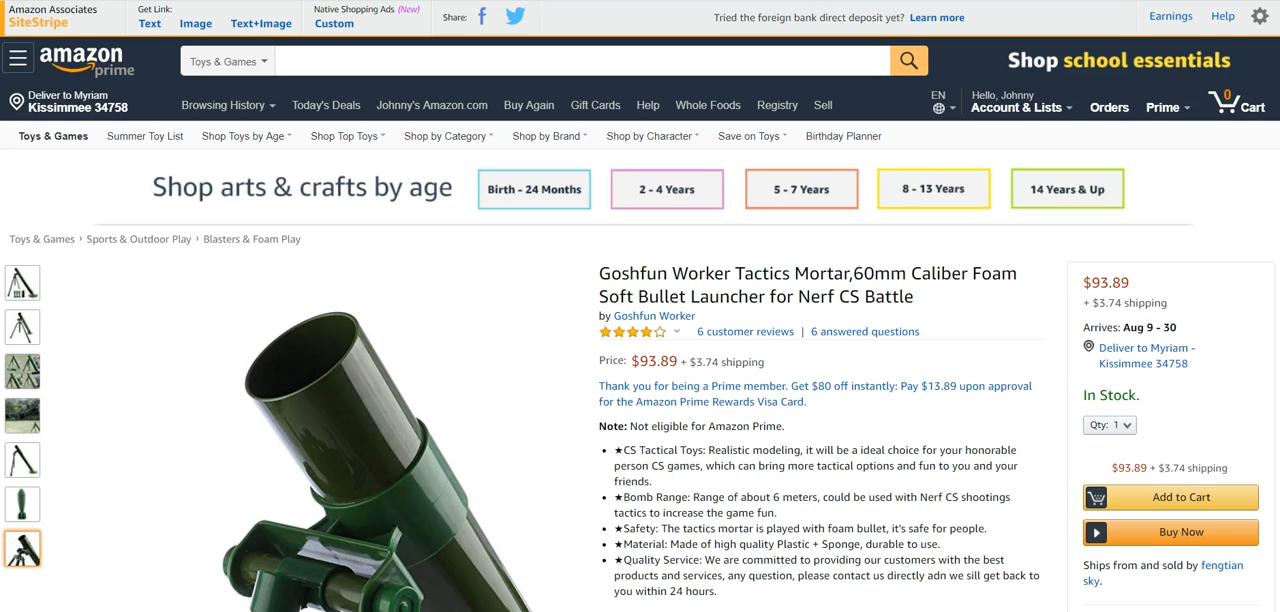 Amazon Associates
SiteStripe
Get Link:
Text Image Text+Image
Native Shopping Ads (New)
Custom
Share:
Tried the foreign bank direct deposit yet? Learn more
Earnings Help
amazon
prime
Toys & Games
Shop school essentials
Deliver to Myriam
Kissimmee 34758
Browsing History Today's Deals Johnny's Amazon.com Buy Again Gift Cards Help Whole Foods Registry Sell
EN
Hello, Johnny
Account & Lists
Orders
Prime
0
Cart
Toys & Games Summer Toy List Shop Toys by Age Shop Top Toys Shop by Category Shop by Brand Shop by Character Save on Toys Birthday Planner
Shop arts & crafts by age
Birth - 24 Months
2 - 4 Years
5 - 7 Years
8 - 13 Years
14 Years & Up
Toys & Games › Sports & Outdoor Play › Blasters & Foam Play
Goshfun Worker Tactics Mortar,60mm Caliber Foam
Soft Bullet Launcher for Nerf CS Battle
by Goshfun Worker
6 customer reviews | 6 answered questions
Price: $93.89 + $3.74 shipping
Thank you for being a Prime member. Get $80 off instantly: Pay $13.89 upon approval
for the Amazon Prime Rewards Visa Card.
Note: Not eligible for Amazon Prime.
• ★CS Tactical Toys: Realistic modeling, it will be a ideal choice for your honorable
person CS games, which can bring more tactical options and fun to you and your
friends.
• ★Bomb Range: Range of about 6 meters, could be used with Nerf CS shootings
tactics to increase the game fun.
• ★Safety: The tactics mortar is played with foam bullet, it's safe for people.
• ★Material: Made of high quality Plastic + Sponge, durable to use.
• ★Quality Service: We are committed to providing our customers with the best
products and services, any question, please contact us directly adn we sill get back to
you within 24 hours.
$93.89
+ $3.74 shipping
Arrives: Aug 9 - 30
Deliver to Myriam -
Kissimmee 34758
In Stock.
Qty: 1
$93.89 + $3.74 shipping
Add to Cart
Buy Now
Ships from and sold by fengtian
sky.